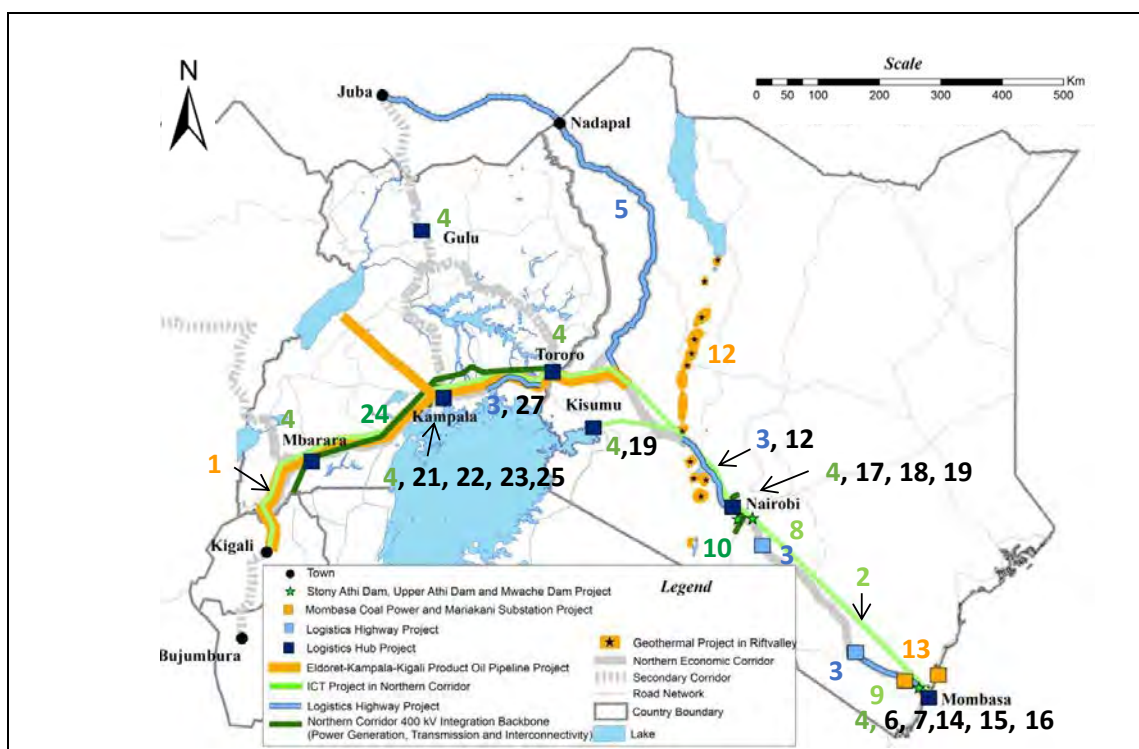 N
Scale
Km
0 50 100 200 300 400 500
Juba
Nadapal
5
4
Gulu
12
4
Tororo
Kisumu
24
Kampala
3, 27
4
Mbarara
4,19
3, 12
1
4, 21, 22, 23,25
4, 17, 18, 19
Nairobi
8
10
3
Kigali
2
Bujumbura
13
3
9
Mombasa
4, 6, 7,14, 15, 16
Legend
Town
Stony Athi Dam, Upper Athi Dam and Mwache Dam Project
Mombasa Coal Power and Mariakani Substation Project
Logistics Highway Project
Logistics Hub Project
Eldoret-Kampala-Kigali Product Oil Pipeline Project
ICT Project in Northern Corridor
Logistics Highway Project
Northern Corridor 400 kV Integration Backbone
(Power Generation, Transmission and Interconnectivity)
Geothermal Project in Riftvalley
Northern Economic Corridor
Secondary Corridor
Road Network
Country Boundary
Lake